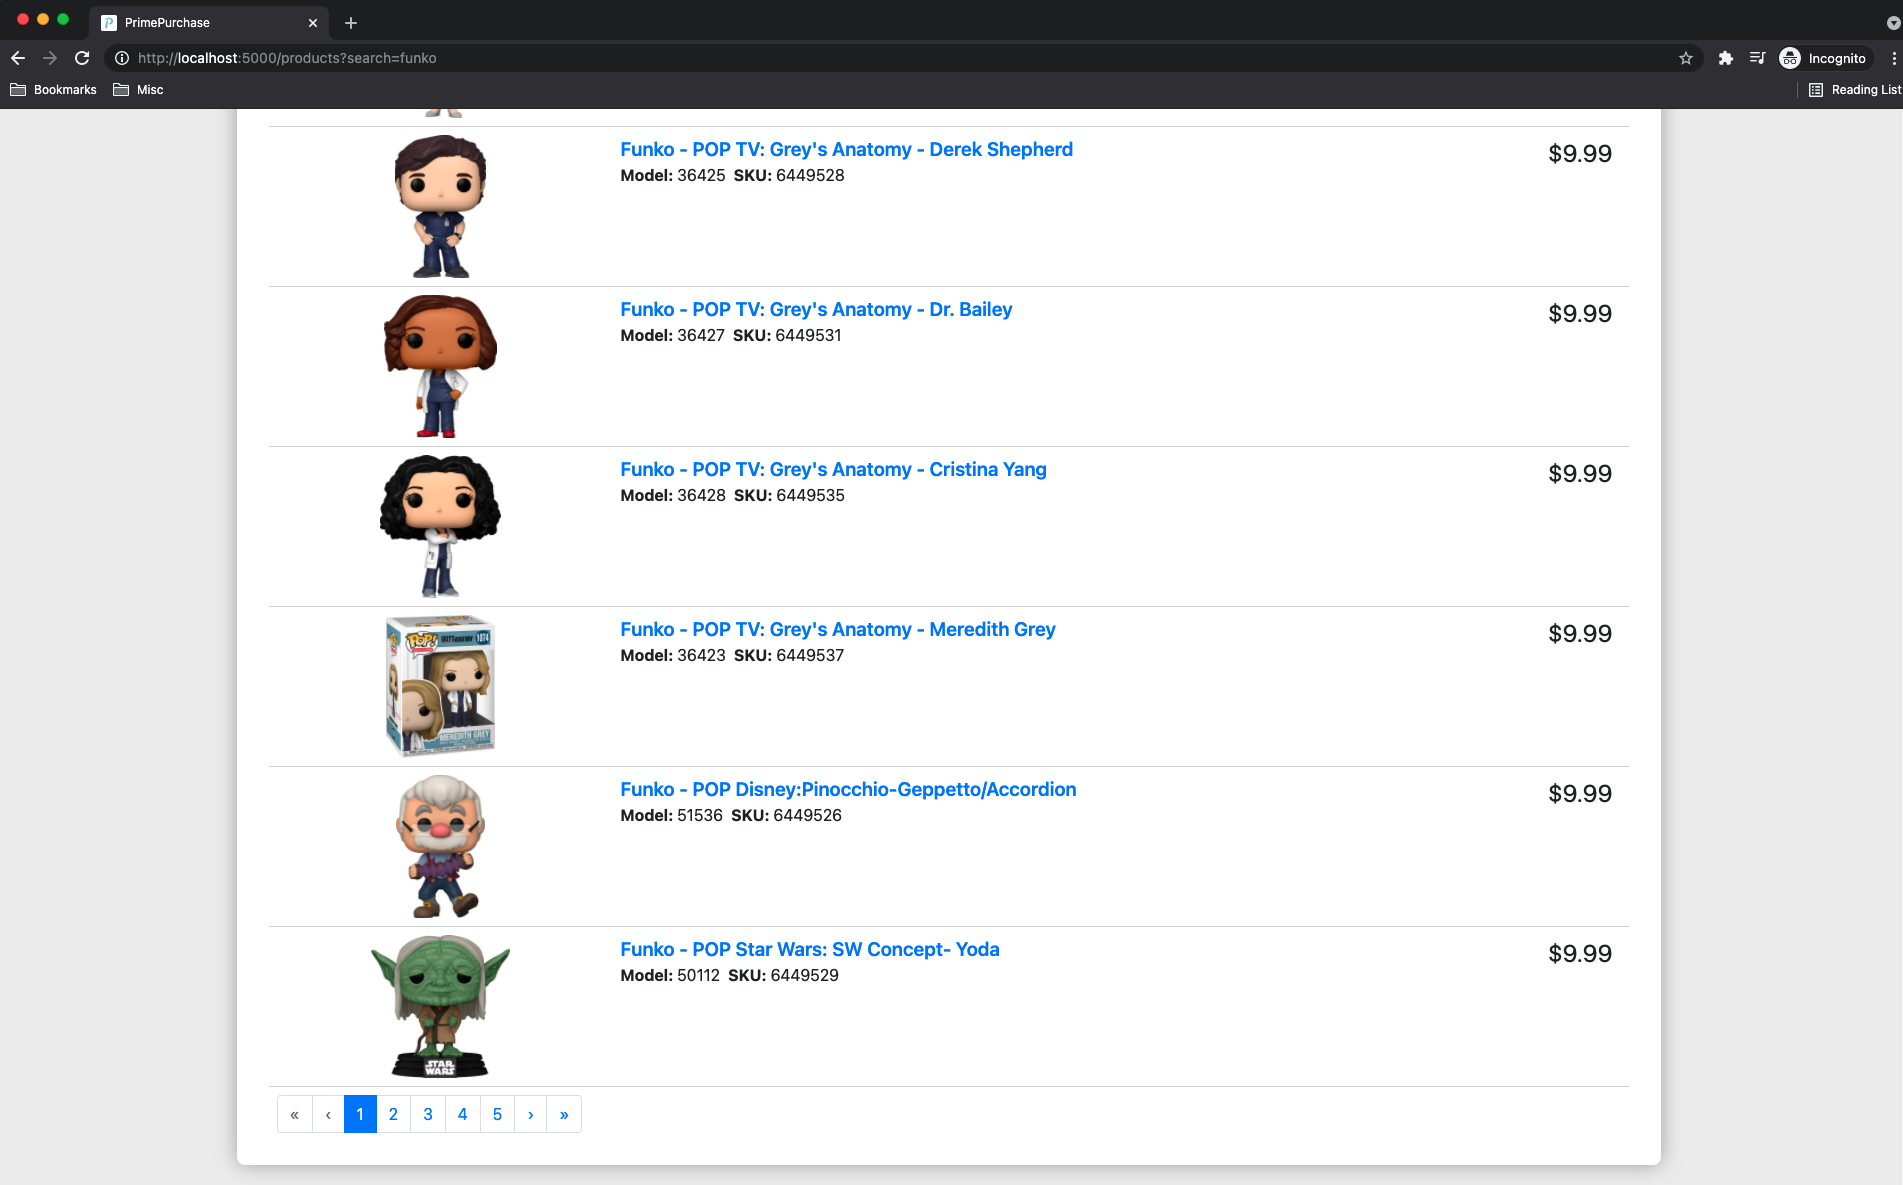 PrimePurchase
http://localhost:5000/products?search=funko
Incognito
Bookmarks
Misc
Reading List
Funko - POP TV: Grey's Anatomy - Derek Shepherd
$9.99
Model: 36425 SKU: 6449528
Funko - POP TV: Grey's Anatomy - Dr. Bailey
$9.99
Model: 36427 SKU: 6449531
Funko - POP TV: Grey's Anatomy - Cristina Yang
$9.99
Model: 36428 SKU: 6449535
POP!
GREY'S ANATOMY
1074
MEREDITH GREY
Funko - POP TV: Grey's Anatomy - Meredith Grey
$9.99
Model: 36423 SKU: 6449537
Funko - POP Disney:Pinocchio-Geppetto/Accordion
$9.99
Model: 51536 SKU: 6449526
STAR
WARS
Funko - POP Star Wars: SW Concept- Yoda
$9.99
Model: 50112 SKU: 6449529
« ‹ 1 2 3 4 5 › »